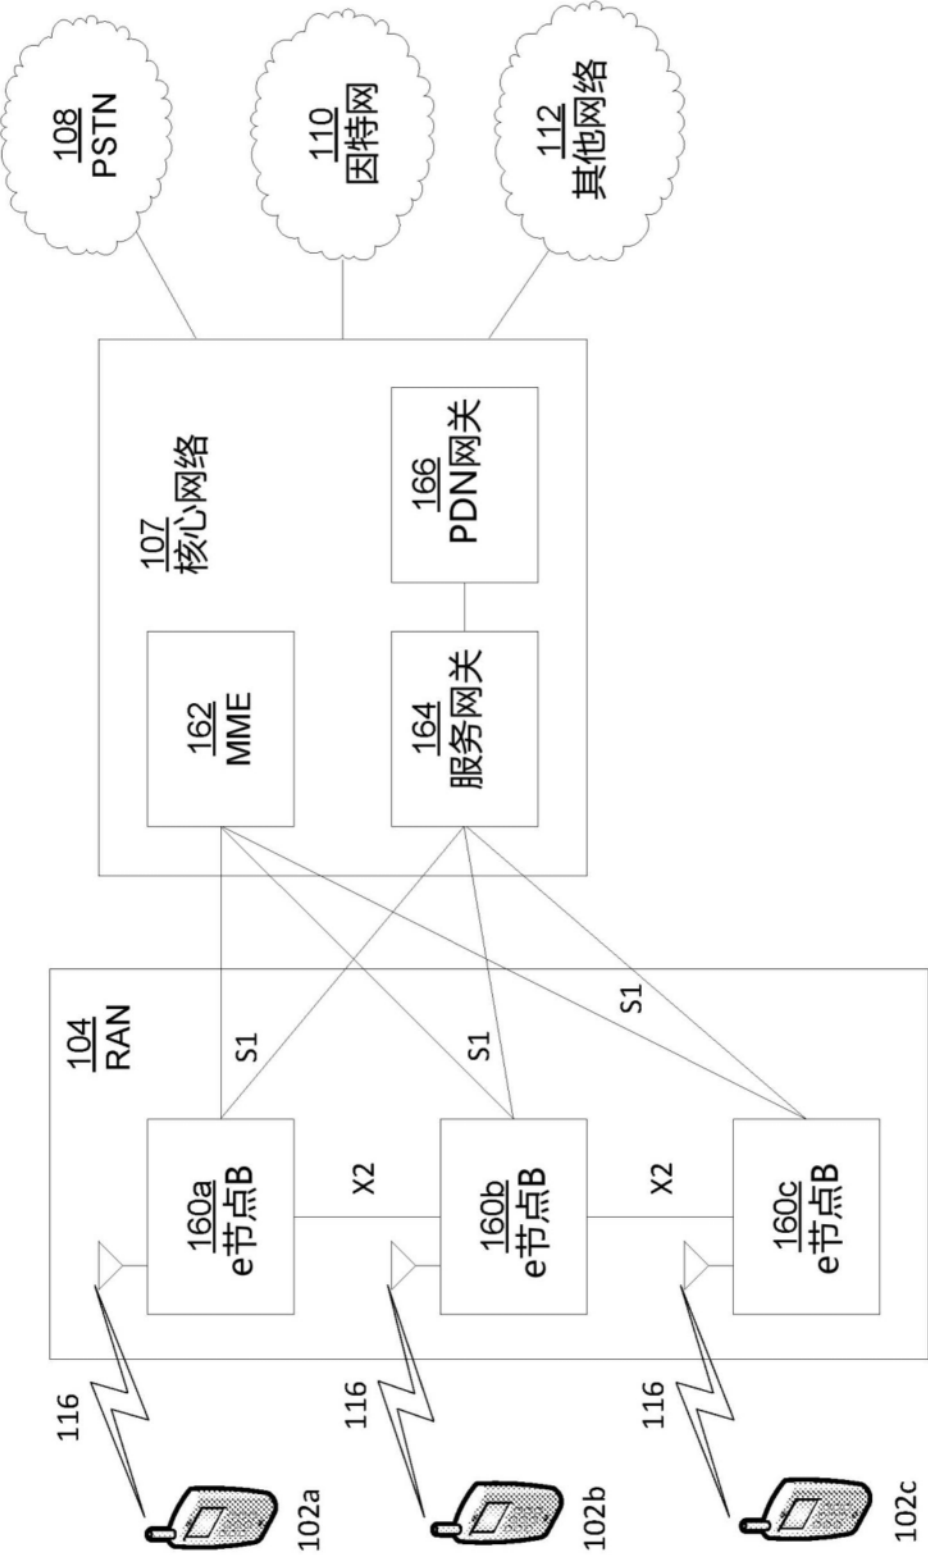 116
102a
116
102b
116
102c
104
RAN
160a
e节点B
X2
160b
e节点B
X2
160c
e节点B
S1
S1
S1
107
核心网络
162
MME
164
服务网关
166
PDN网关
108
PSTN
110
因特网
112
其他网络